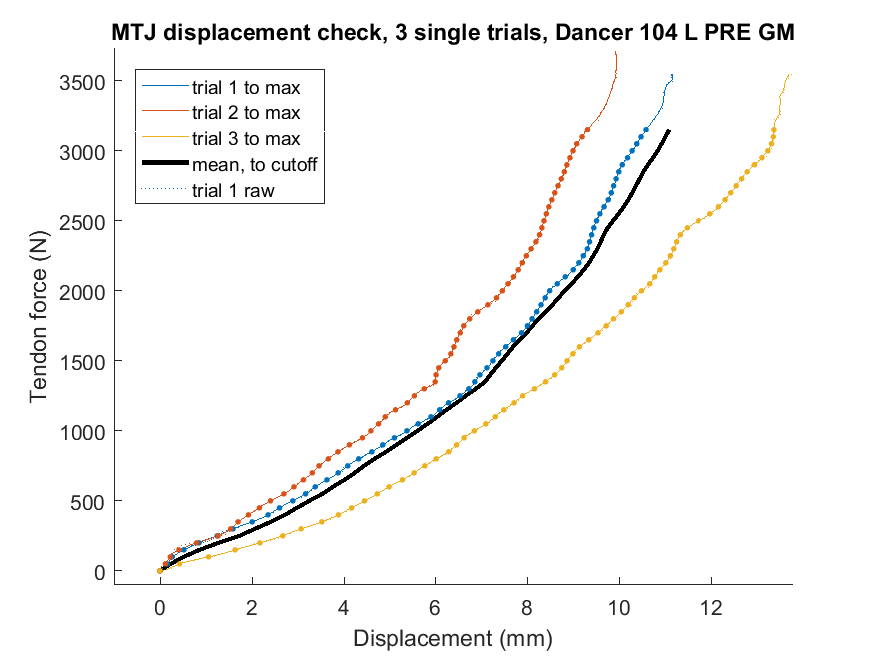 MTJ displacement check, 3 single trials, Dancer 104 L PRE GM
3500
3000
2500
2000
1500
1000
500
0
Tendon force (N)
trial 1 to max
trial 2 to max
trial 3 to max
mean, to cutoff
trial 1 raw
0 2 4 6 8 10 12
Displacement (mm)